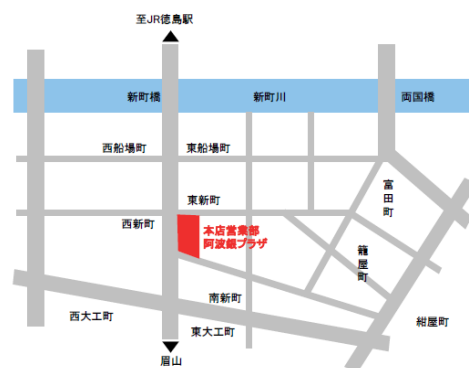 至JR徳島駅
新町橋
新町川
両国橋
西船場町
東船場町
富田町
東新町
西新町
本店営業部
阿波銀プラザ
籠屋町
南新町
西大工町
東大工町
紺屋町
眉山